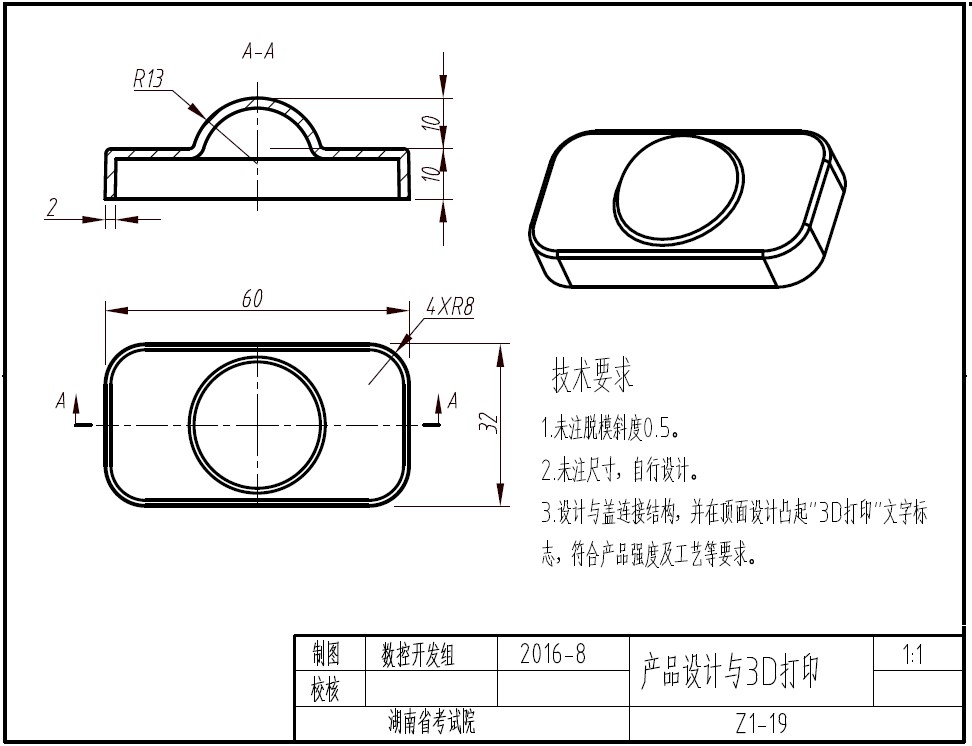 A-A
R13
10
10
2
60
4XR8
A
A
32
技术要求
1.未注脱模斜度0.5。
2.未注尺寸，自行设计。
3.设计与盖连接结构，并在顶面设计凸起"3D打印"文字标
志，符合产品强度及工艺等要求。
制图 数控开发组 2016-8 产品设计与3D打印 1:1
校核
湖南省考试院 Z1-19